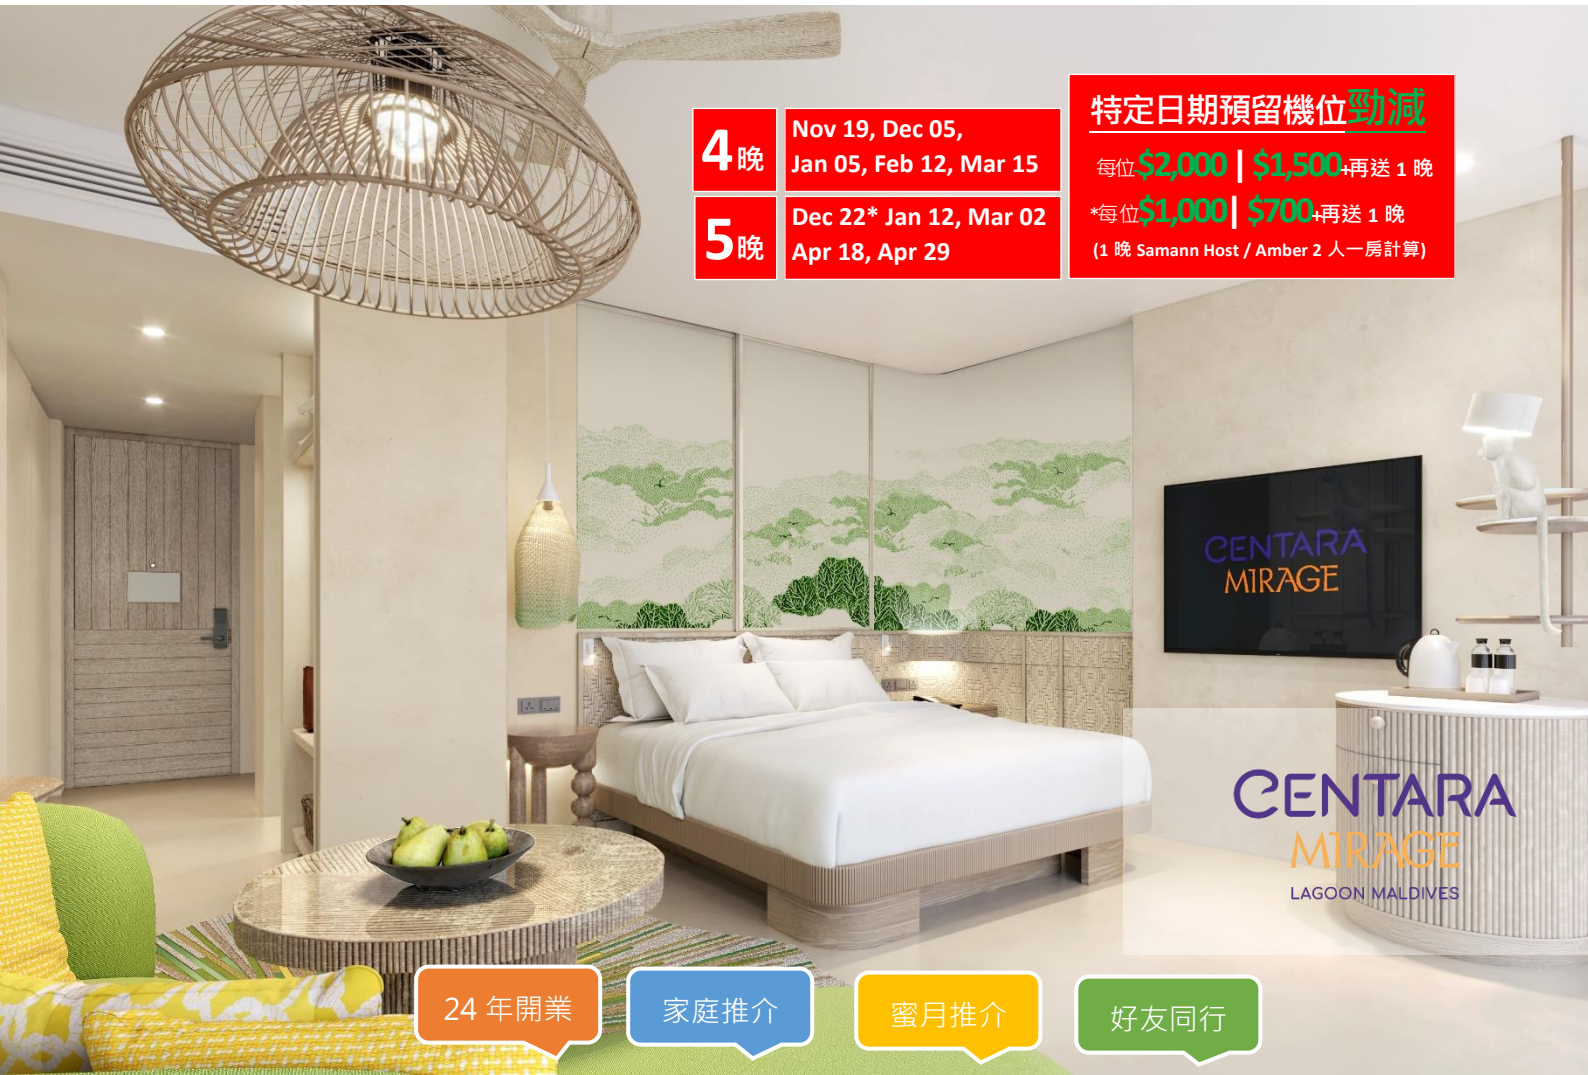 4晚
Nov 19, Dec 05,
Jan 05, Feb 12, Mar 15
5晚
Dec 22* Jan 12, Mar 02
Apr 18, Apr 29
特定日期預留機位勁減
每位$2,000 | $1,500+再送 1 晚
*每位$1,000 | $700+再送 1 晚
(1 晚 Samann Host / Amber 2 人一房計算)
CENTARA
MIRAGE
CENTARA
MIRAGE
LAGOON MALDIVES
24 年開業
家庭推介
蜜月推介
好友同行